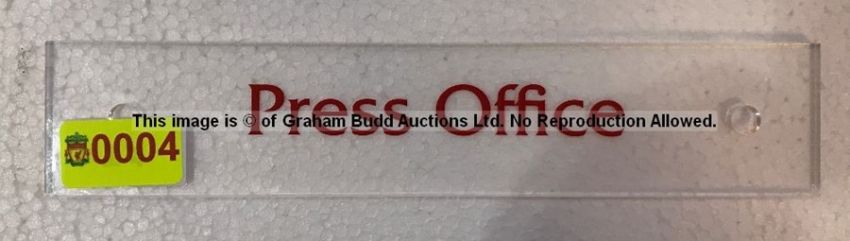 Press Office
This image is © of Graham Budd Auctions Ltd. No Reproduction Allowed.
0004